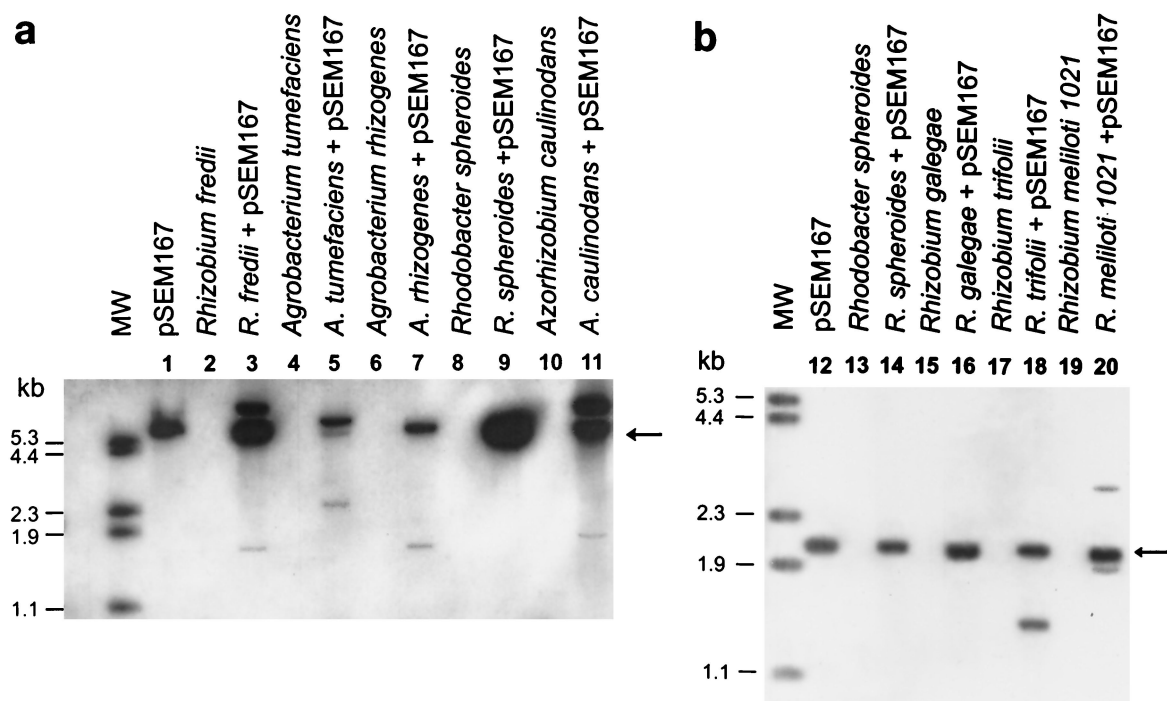 a
MW
pSEM167
Rhizobium fredii
R. fredii + pSEM167
Agrobacterium tumefaciens
A. tumefaciens + pSEM167
Agrobacterium rhizogenes
A. rhizogenes + pSEM167
Rhodobacter spheroides
R. spheroides +pSEM167
Azorhizobium caulinodans
A. caulinodans + pSEM167
kb 1 2 3 4 5 6 7 8 9 10 11
5.3
4.4
2.3
1.9
1.1
b
MW
pSEM167
Rhodobacter spheroides
R. spheroides + pSEM167
Rhizobium galegae
R. galegae + pSEM167
Rhizobium trifolii
R. trifolii + pSEM167
Rhizobium meliloti 1021
R. meliloti 1021 +pSEM167
kb 12 13 14 15 16 17 18 19 20
5.3
4.4
2.3
1.9
1.1